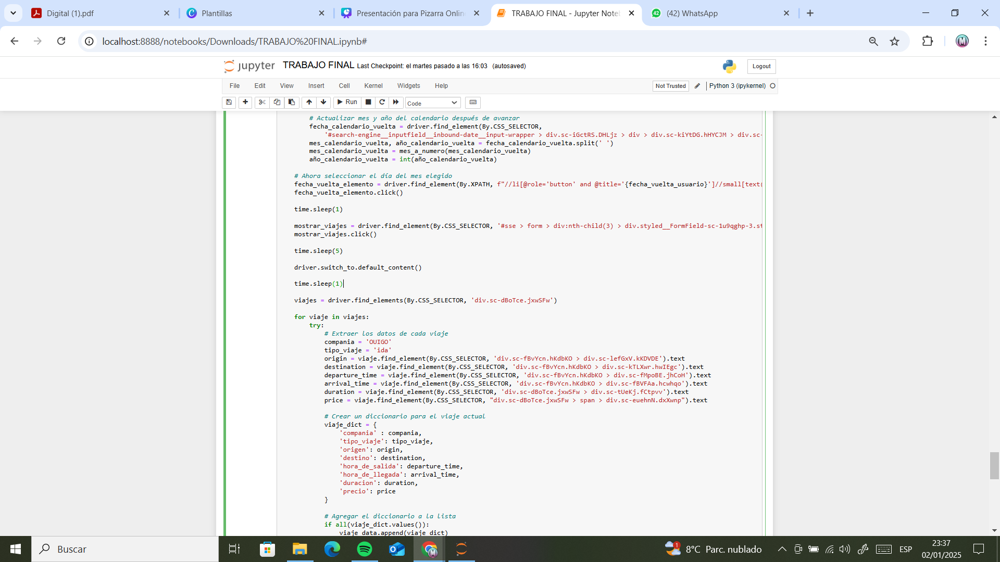 Digital (1).pdf
Plantillas
Presentación para Pizarra Onlin
TRABAJO FINAL - Jupyter Noteb
(42) WhatsApp
localhost:8888/notebooks/Downloads/TRABAJO%20FINAL.ipynb#
jupyter TRABAJO FINAL Last Checkpoint: el martes pasado a las 16:03 (autosaved)
Logout
File Edit View Insert Cell Kernel Widgets Help
Not Trusted
Python 3 (ipykernel)
Run
Code
# Actualizar mes y año del calendario después de avanzar
fecha_calendario_vuelta = driver.find_element(By.CSS_SELECTOR,
'#search-engine__inputfield__inbound-date__input-wrapper > div.sc-iGctRS.DHLjz > div > div.sc-kiYtDG.hHYCJM > div.sc-
mes_calendario_vuelta, año_calendario_vuelta = fecha_calendario_vuelta.split(' ')
mes_calendario_vuelta = mes_a_numero(mes_calendario_vuelta)
año_calendario_vuelta = int(año_calendario_vuelta)
# Ahora seleccionar el día del mes elegido
fecha_vuelta_elemento = driver.find_element(By.XPATH, f"//li[@role='button' and @title='{fecha_vuelta_usuario}']//small[text(
fecha_vuelta_elemento.click()
time.sleep(1)
mostrar_viajes = driver.find_element(By.CSS_SELECTOR, '#sse > form > div:nth-child(3) > div.styled__FormField-sc-1u9qghp-3.st
mostrar_viajes.click()
time.sleep(5)
driver.switch_to.default_content()
time.sleep(1)
viajes = driver.find_elements(By.CSS_SELECTOR, 'div.sc-dBoTce.jxwSFw')
for viaje in viajes:
try:
# Extraer los datos de cada viaje
compania = 'OUIGO'
tipo_viaje = 'ida'
origin = viaje.find_element(By.CSS_SELECTOR, 'div.sc-fBvYcn.hKdbKO > div.sc-lefGxV.kKDVDE').text
destination = viaje.find_element(By.CSS_SELECTOR, 'div.sc-fBvYcn.hKdbKO > div.sc-kTLXwr.hwIEgc').text
departure_time = viaje.find_element(By.CSS_SELECTOR, 'div.sc-fBvYcn.hKdbKO > div.sc-fMpoBE.jhCoH').text
arrival_time = viaje.find_element(By.CSS_SELECTOR, 'div.sc-fBvYcn.hKdbKO > div.sc-fBVFAa.hcwhqo').text
duration = viaje.find_element(By.CSS_SELECTOR, 'div.sc-dBoTce.jxwSFw > div.sc-tUeKj.fCtpvv').text
price = viaje.find_element(By.CSS_SELECTOR, "div.sc-dBoTce.jxwSFw > span > div.sc-euehnN.dxXwnp").text
# Crear un diccionario para el viaje actual
viaje_dict = {
'compania' : compania,
'tipo_viaje': tipo_viaje,
'origen': origin,
'destino': destination,
'hora_de_salida': departure_time,
'hora_de_llegada': arrival_time,
'duracion': duration,
'precio': price
}
# Agregar el diccionario a la lista
if all(viaje_dict.values()):
viaje_data.append(viaje_dict)
Buscar
1
8°C Parc. nublado
ESP
23:37
02/01/2025